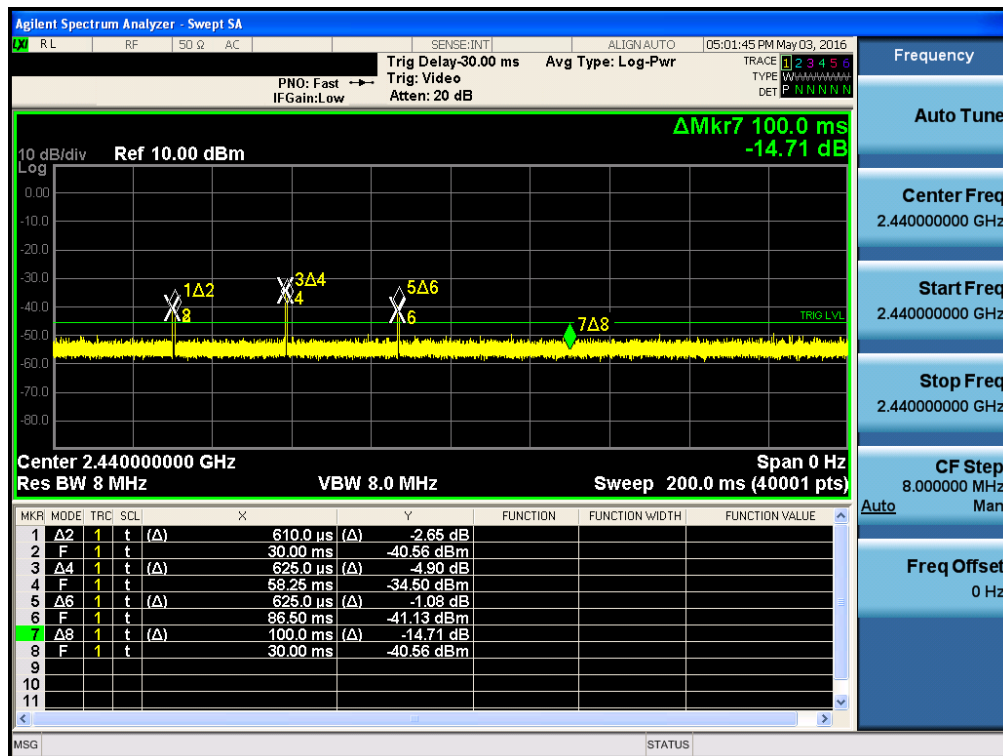 Agilent Spectrum Analyzer - Swept SA
LXI RL RF 50 Ω AC SENSE:INT ALIGN AUTO 05:01:45 PM May 03, 2016
Trig Delay-30.00 ms Avg Type: Log-Pwr TRACE 1 2 3 4 5 6
PNO: Fast Trig: Video TYPE W
IFGain:Low Atten: 20 dB DET P N N N N N
ΔMkr7 100.0 ms
-14.71 dB
10 dB/div Ref 10.00 dBm
Log
0.00
-10.0
-20.0
-30.0
-40.0
-50.0
-60.0
-70.0
-80.0
1Δ2
3Δ4
4
5Δ6
6
7Δ8
TRIG LVL
Center 2.440000000 GHz Span 0 Hz
Res BW 8 MHz VBW 8.0 MHz Sweep 200.0 ms (40001 pts)
MKR MODE TRC SCL X Y FUNCTION FUNCTION WIDTH FUNCTION VALUE
1 Δ2 1 t (Δ) 610.0 µs (Δ) -2.65 dB
2 F 1 t 30.00 ms -40.56 dBm
3 Δ4 1 t (Δ) 625.0 µs (Δ) -4.90 dB
4 F 1 t 58.25 ms -34.50 dBm
5 Δ6 1 t (Δ) 625.0 µs (Δ) -1.08 dB
6 F 1 t 86.50 ms -41.13 dBm
7 Δ8 1 t (Δ) 100.0 ms (Δ) -14.71 dB
8 F 1 t 30.00 ms -40.56 dBm
9
10
11
MSG STATUS
Frequency
Auto Tune
Center Freq
2.440000000 GHz
Start Freq
2.440000000 GHz
Stop Freq
2.440000000 GHz
CF Step
8.000000 MHz
Auto Man
Freq Offset
0 Hz